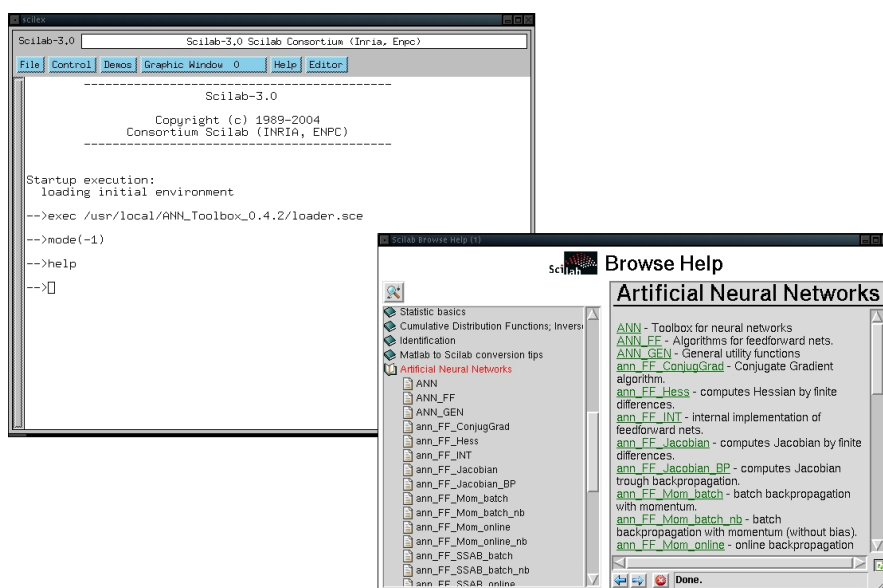 scilex
Scilab-3.0
Scilab-3.0 Scilab Consortium (Inria, Enpc)
File Control Demos Graphic Window 0 Help Editor
-------------------------------------------
Scilab-3.0
Copyright (c) 1989-2004
Consortium Scilab (INRIA, ENPC)
-------------------------------------------
Startup execution:
loading initial environment
-->exec /usr/local/ANN_Toolbox_0.4.2/loader.sce
-->mode(-1)
-->help
-->
Scilab Browse Help (1)
Scilab Browse Help
Statistic basics
Cumulative Distribution Functions; Invers
Identification
Matlab to Scilab conversion tips
Artificial Neural Networks
ANN
ANN_FF
ANN_GEN
ann_FF_ConjugGrad
ann_FF_Hess
ann_FF_INT
ann_FF_Jacobian
ann_FF_Jacobian_BP
ann_FF_Mom_batch
ann_FF_Mom_batch_nb
ann_FF_Mom_online
ann_FF_Mom_online_nb
ann_FF_SSAB_batch
ann_FF_SSAB_batch_nb
ann_FF_SSAB_online
Artificial Neural Networks
ANN - Toolbox for neural networks
ANN_FF - Algorithms for feedforward nets.
ANN_GEN - General utility functions
ann_FF_ConjugGrad - Conjugate Gradient
algorithm.
ann_FF_Hess - computes Hessian by finite
differences.
ann_FF_INT - internal implementation of
feedforward nets.
ann_FF_Jacobian - computes Jacobian by finite
differences.
ann_FF_Jacobian_BP - computes Jacobian
trough backpropagation.
ann_FF_Mom_batch - batch backpropagation
with momentum.
ann_FF_Mom_batch_nb - batch
backpropagation with momentum (without bias).
ann_FF_Mom_online - online backpropagation
Done.